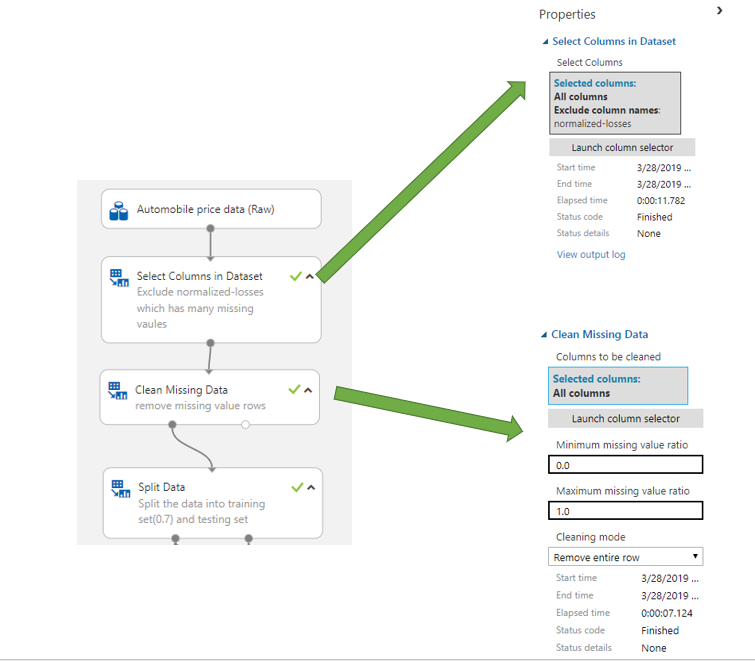 Automobile price data (Raw)
Select Columns in Dataset
Exclude normalized-losses
which has many missing
vaules
Clean Missing Data
remove missing value rows
Split Data
Split the data into training
set(0.7) and testing set
Properties
Select Columns in Dataset
Select Columns
Selected columns:
All columns
Exclude column names:
normalized-losses
Launch column selector
Start time 3/28/2019 ...
End time 3/28/2019 ...
Elapsed time 0:00:11.782
Status code Finished
Status details None
View output log
Clean Missing Data
Columns to be cleaned
Selected columns:
All columns
Launch column selector
Minimum missing value ratio
0.0
Maximum missing value ratio
1.0
Cleaning mode
Remove entire row
Start time 3/28/2019 ...
End time 3/28/2019 ...
Elapsed time 0:00:07.124
Status code Finished
Status details None